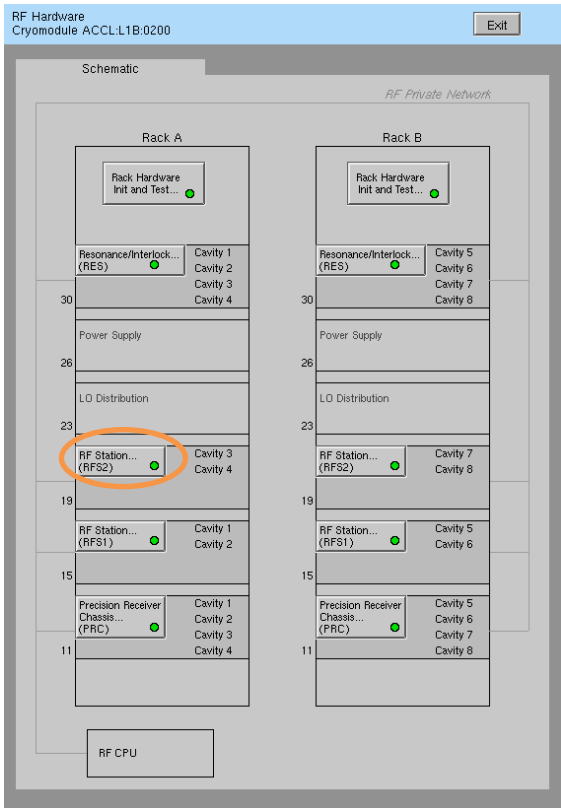 RF Hardware
Cryomodule ACCL:L1B:0200
Exit
Schematic
RF Private Network
Rack A
Rack Hardware
Init and Test...
Resonance/Interlock...
(RES)
Cavity 1
Cavity 2
Cavity 3
Cavity 4
30
Power Supply
26
LO Distribution
23
RF Station...
(RFS2)
Cavity 3
Cavity 4
19
RF Station...
(RFS1)
Cavity 1
Cavity 2
15
Precision Receiver
Chassis...
(PRC)
Cavity 1
Cavity 2
Cavity 3
Cavity 4
11
RF CPU
Rack B
Rack Hardware
Init and Test...
Resonance/Interlock...
(RES)
Cavity 5
Cavity 6
Cavity 7
Cavity 8
30
Power Supply
26
LO Distribution
23
RF Station...
(RFS2)
Cavity 7
Cavity 8
19
RF Station...
(RFS1)
Cavity 5
Cavity 6
15
Precision Receiver
Chassis...
(PRC)
Cavity 5
Cavity 6
Cavity 7
Cavity 8
11